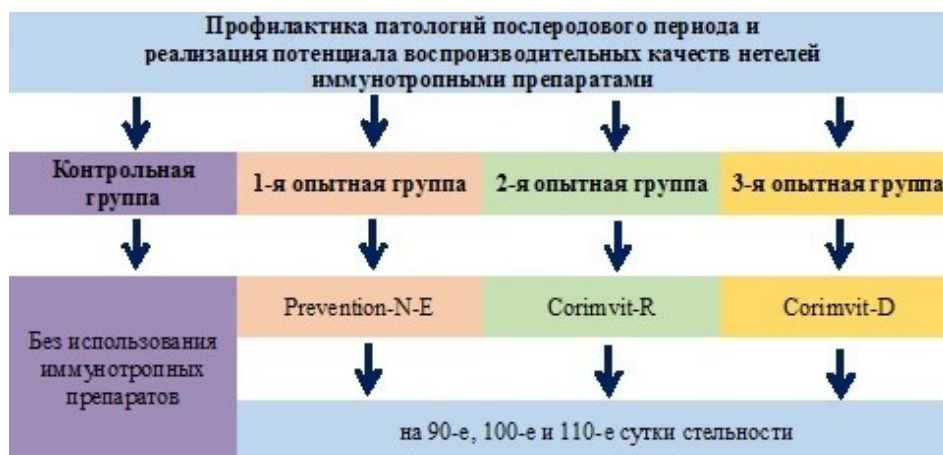 Профилактика патологий послеродового периода и
реализация потенциала воспроизводительных качеств нетелей
иммунотропными препаратами
Контрольная
группа
1-я опытная группа
2-я опытная группа
3-я опытная группа
Без использования
иммунотропных
препаратов
Prevention-N-E
Corimvit-R
Corimvit-D
на 90-е, 100-е и 110-е сутки стельности